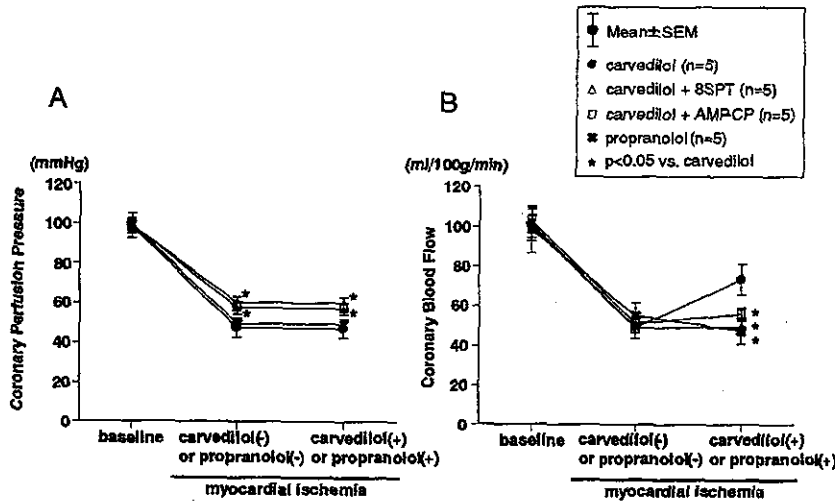 Mean±SEM
carvedilol (n=5)
carvedilol + 8SPT (n=5)
carvedilol + AMPCP (n=5)
propranolol (n=5)
* p<0.05 vs. carvedilol
A
(mmHg)
Coronary Perfusion Pressure
120
100
80
60
40
20
0
* *
* *
baseline
carvedilol(-)
or propranolol(-)
carvedilol(+)
or propranolol(+)
myocardial ischemia
B
(ml/100g/min)
Coronary Blood Flow
120
100
80
60
40
20
0
*
*
*
baseline
carvedilol(-)
or propranolol(-)
carvedilol(+)
or propranolol(+)
myocardial ischemia